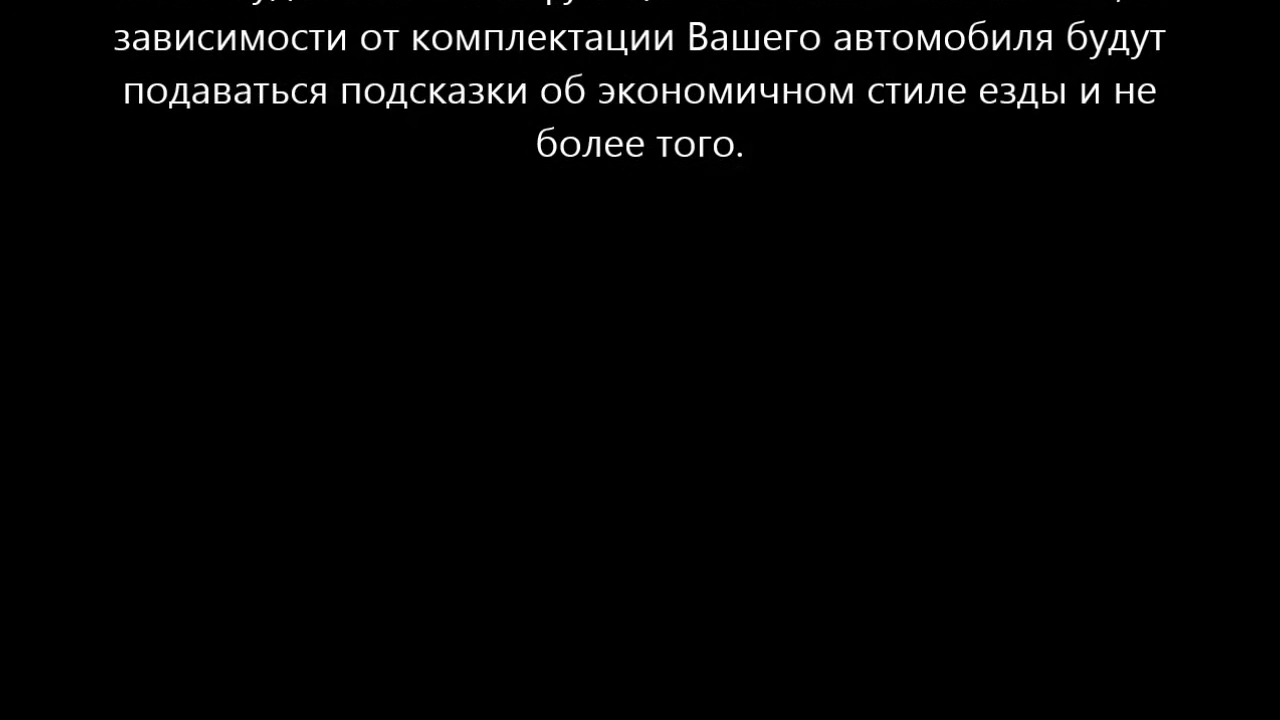 зависимости от комплектации Вашего автомобиля будут
подаваться подсказки об экономичном стиле езды и не
более того.